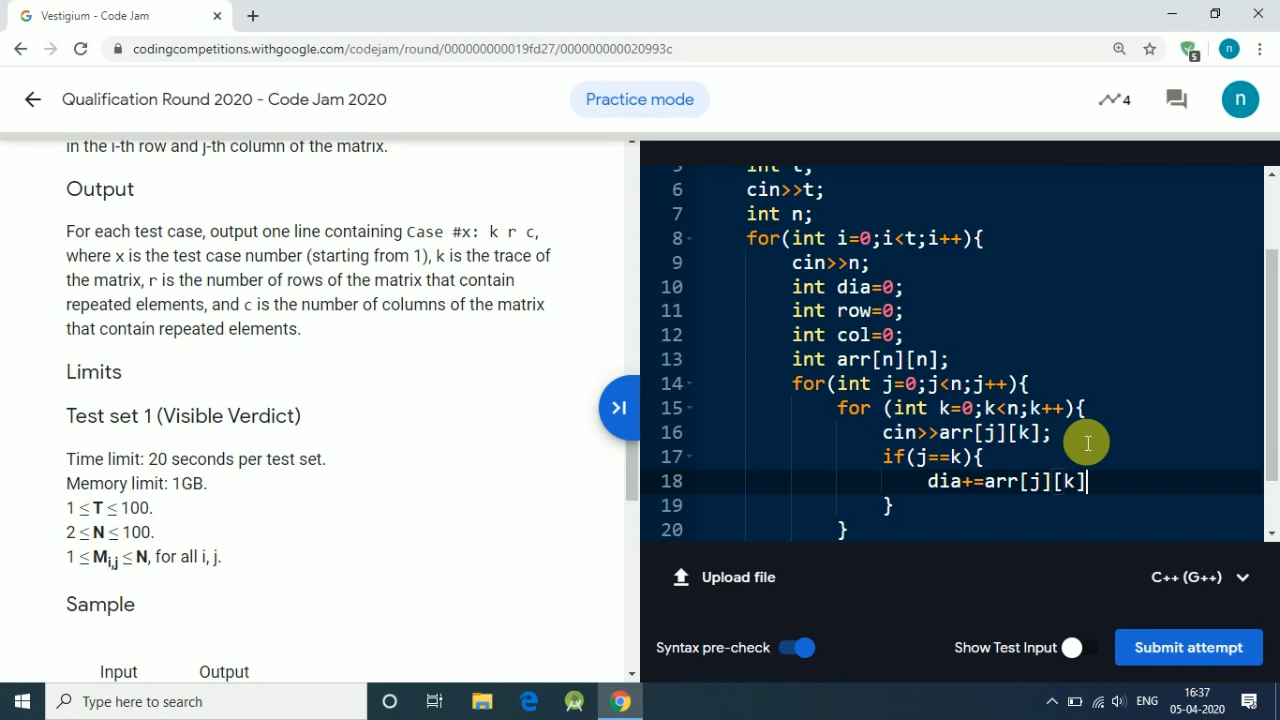 Vestigium - Code Jam
codingcompetitions.withgoogle.com/codejam/round/000000000019fd27/000000000020993c
5
n
Qualification Round 2020 - Code Jam 2020
Practice mode
4
n
in the i-th row and j-th column of the matrix.
Output
For each test case, output one line containing Case #x: k r c,
where x is the test case number (starting from 1), k is the trace of
the matrix, r is the number of rows of the matrix that contain
repeated elements, and c is the number of columns of the matrix
that contain repeated elements.
Limits
Test set 1 (Visible Verdict)
Time limit: 20 seconds per test set.
Memory limit: 1GB.
1 ≤ T ≤ 100.
2 ≤ N ≤ 100.
1 ≤ Mi,j ≤ N, for all i, j.
Sample
Input Output
5 int t;
6 cin>>t;
7 int n;
8 for(int i=0;i<t;i++){
9 cin>>n;
10 int dia=0;
11 int row=0;
12 int col=0;
13 int arr[n][n];
14 for(int j=0;j<n;j++){
15 for (int k=0;k<n;k++){
16 cin>>arr[j][k];
17 if(j==k){
18 dia+=arr[j][k]
19 }
20 }
Upload file
C++ (G++)
Syntax pre-check
Show Test Input
Submit attempt
Type here to search
ENG
16:37
05-04-2020